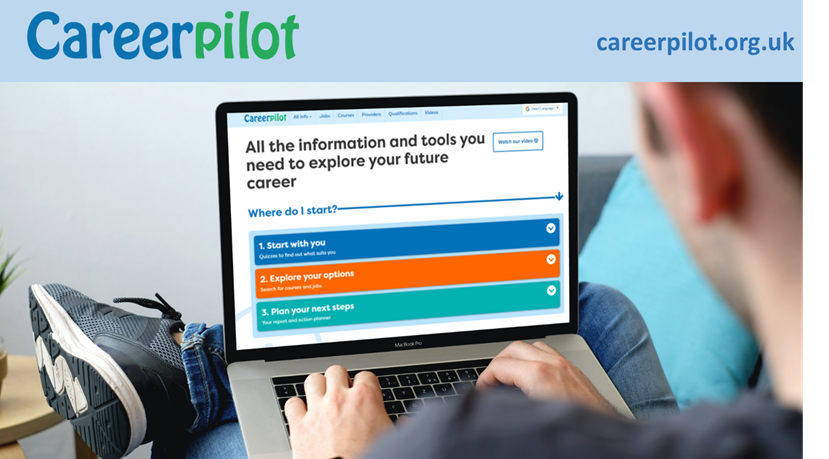 Careerpilot
careerpilot.org.uk
Careerpilot All info Jobs Courses Providers Qualifications Videos Select Language
All the information and tools you
need to explore your future
career
Watch our video
Where do I start?
1. Start with you
Quizzes to find out what suits you
2. Explore your options
Search for courses and jobs
3. Plan your next steps
Your report and action planner
MacBook Pro